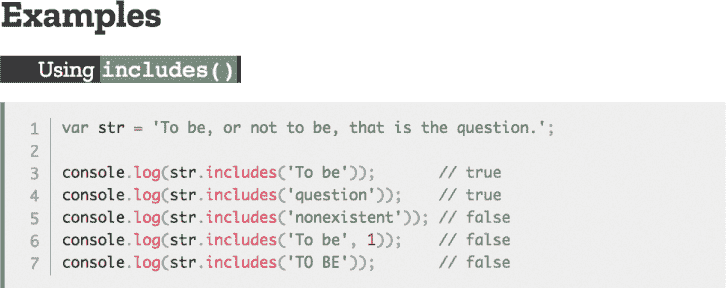 Examples
Using includes()
1 var str = 'To be, or not to be, that is the question.';
2
3 console.log(str.includes('To be'));       // true
4 console.log(str.includes('question'));    // true
5 console.log(str.includes('nonexistent')); // false
6 console.log(str.includes('To be', 1));    // false
7 console.log(str.includes('TO BE'));       // false